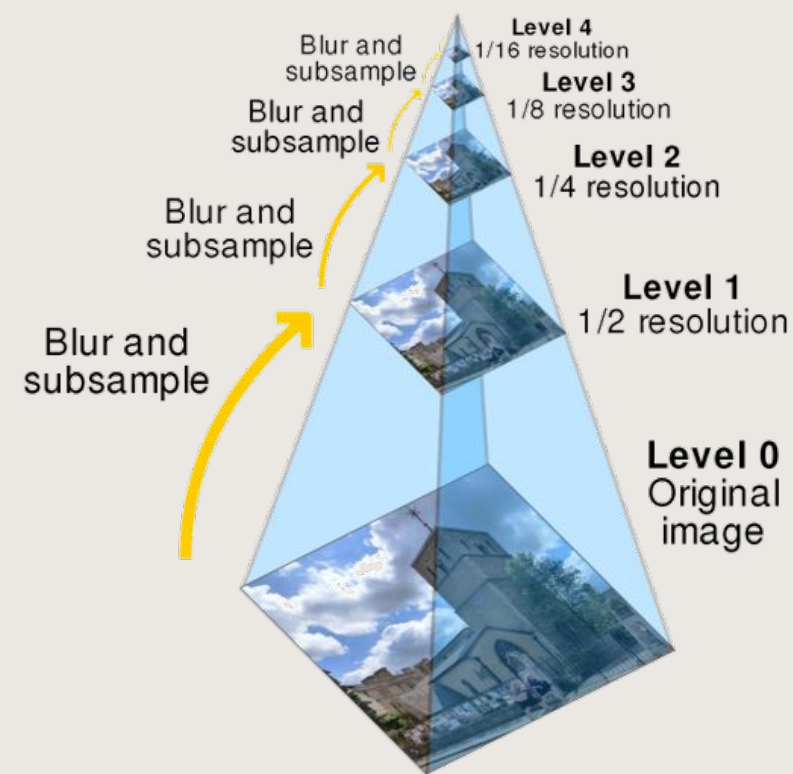 Level 4
1/16 resolution
Blur and
subsample
Level 3
1/8 resolution
Blur and
subsample
Level 2
1/4 resolution
Blur and
subsample
Level 1
1/2 resolution
Blur and
subsample
Level 0
Original
image